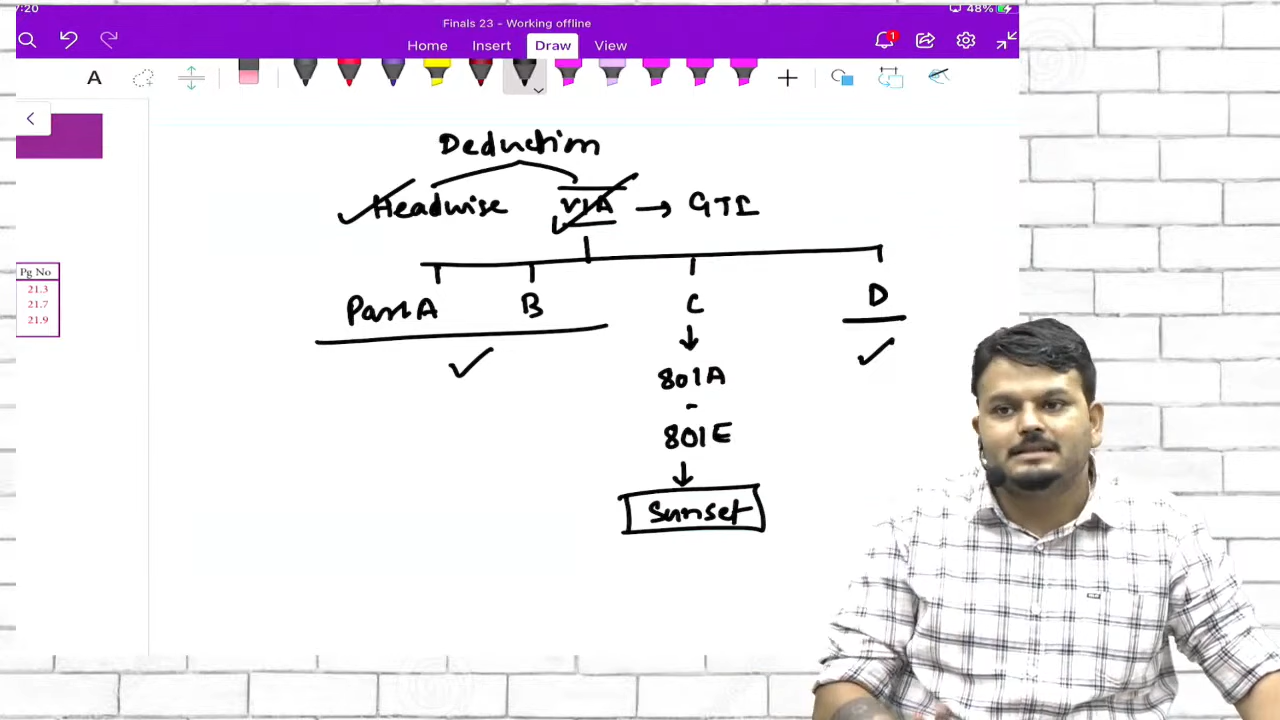 7:20
48%
Finals 23 - Working offline
1
Home Insert Draw View
A
Deduction
Headwise VIA → GTI
Pg No
21.3
21.7
21.9
Part A B C D
↓
80IA
-
80IE
↓
Sunset